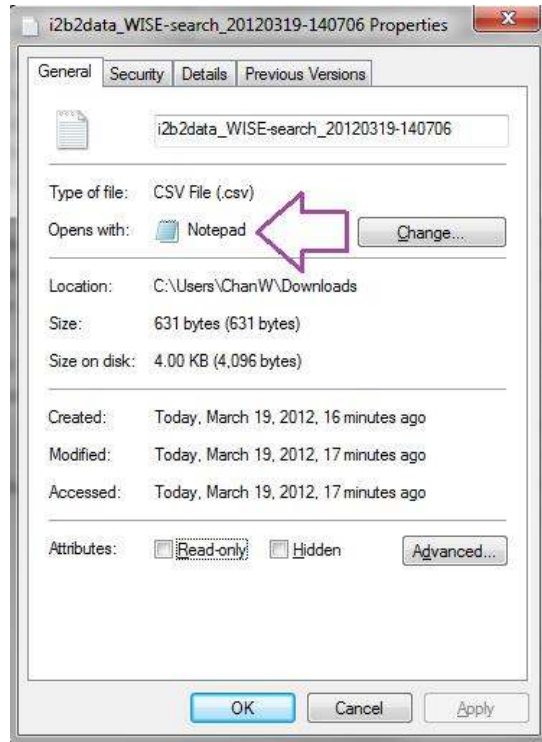 i2b2data_WISE-search_20120319-140706 Properties
General Security Details Previous Versions
i2b2data_WISE-search_20120319-140706
Type of file: CSV File (.csv)
Opens with: Notepad Change...
Location: C:\Users\ChanW\Downloads
Size: 631 bytes (631 bytes)
Size on disk: 4.00 KB (4,096 bytes)
Created: Today, March 19, 2012, 16 minutes ago
Modified: Today, March 19, 2012, 17 minutes ago
Accessed: Today, March 19, 2012, 17 minutes ago
Attributes: Read-only Hidden Advanced...
OK Cancel Apply